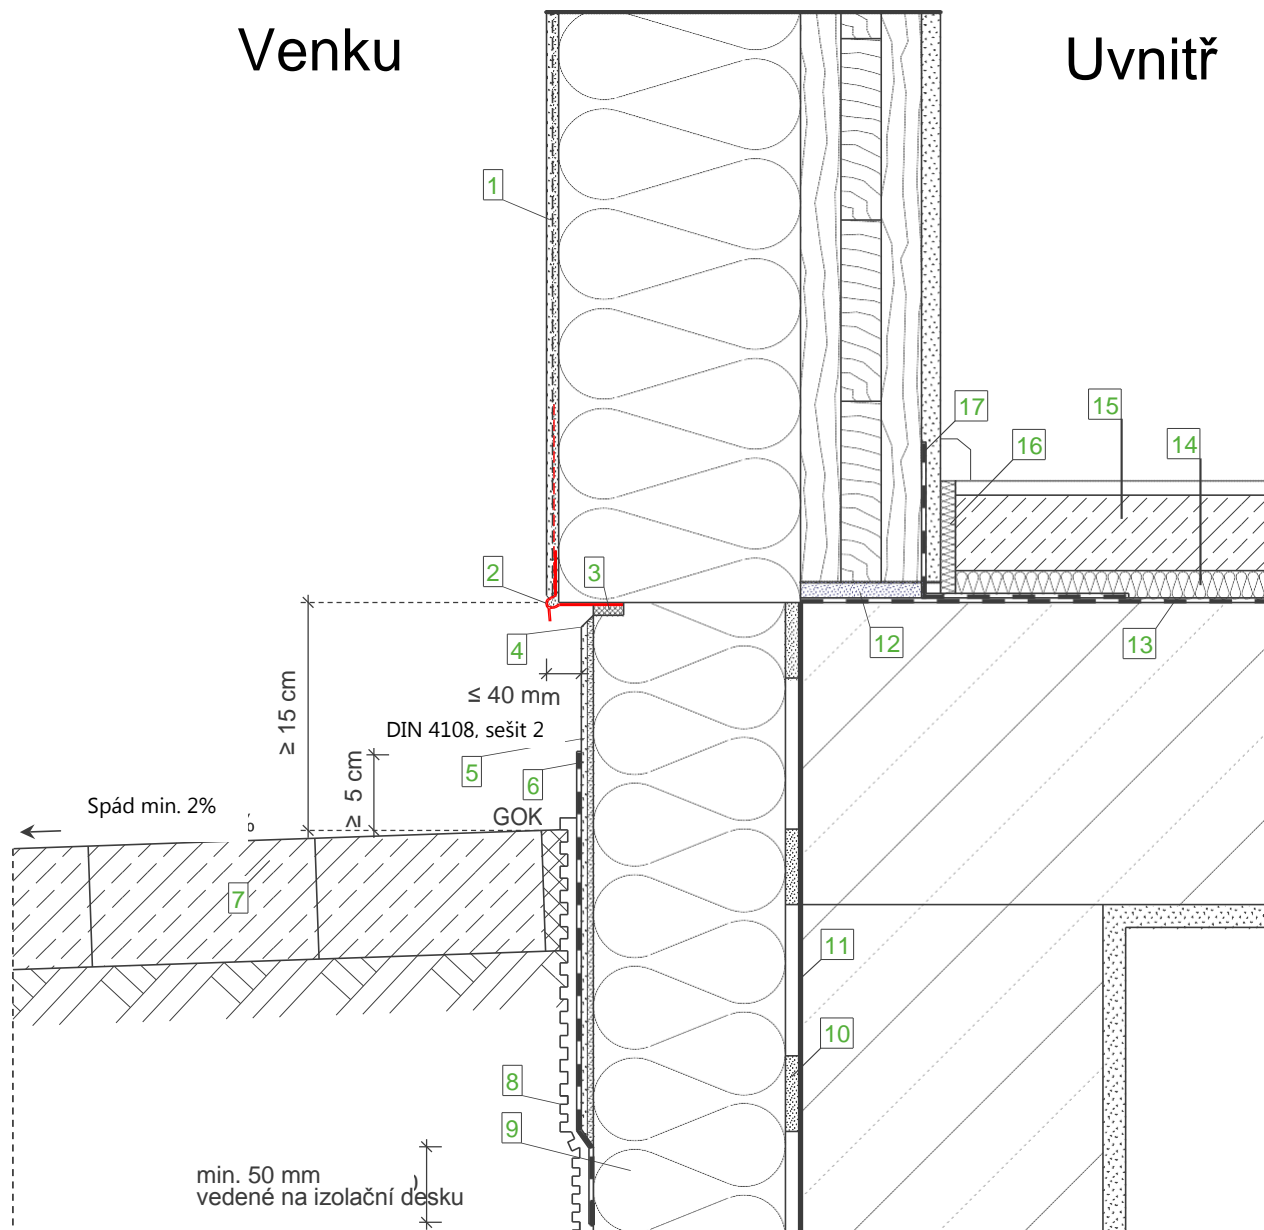 Venku
Uvnitř
1
17
15
16
14
2
3
4
12
13
≤ 40 mm
≥ 15 cm
DIN 4108, sešit 2
5
6
≥ 5 cm
Spád min. 2%
GOK
7
11
10
8
9
min. 50 mm
vedené na izolační desku